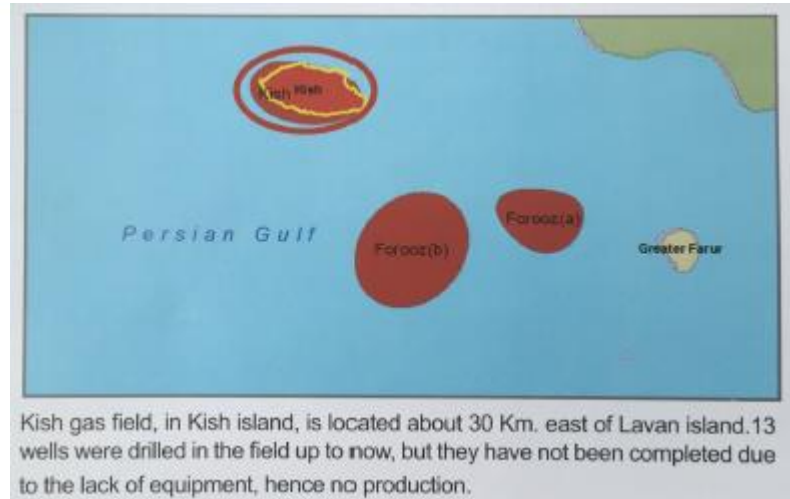 Kish Kish
Forooz(a)
Persian Gulf
Forooz(b)
Greater Farur
Kish gas field, in Kish island, is located about 30 Km. east of Lavan island.13
wells were drilled in the field up to now, but they have not been completed due
to the lack of equipment, hence no production.